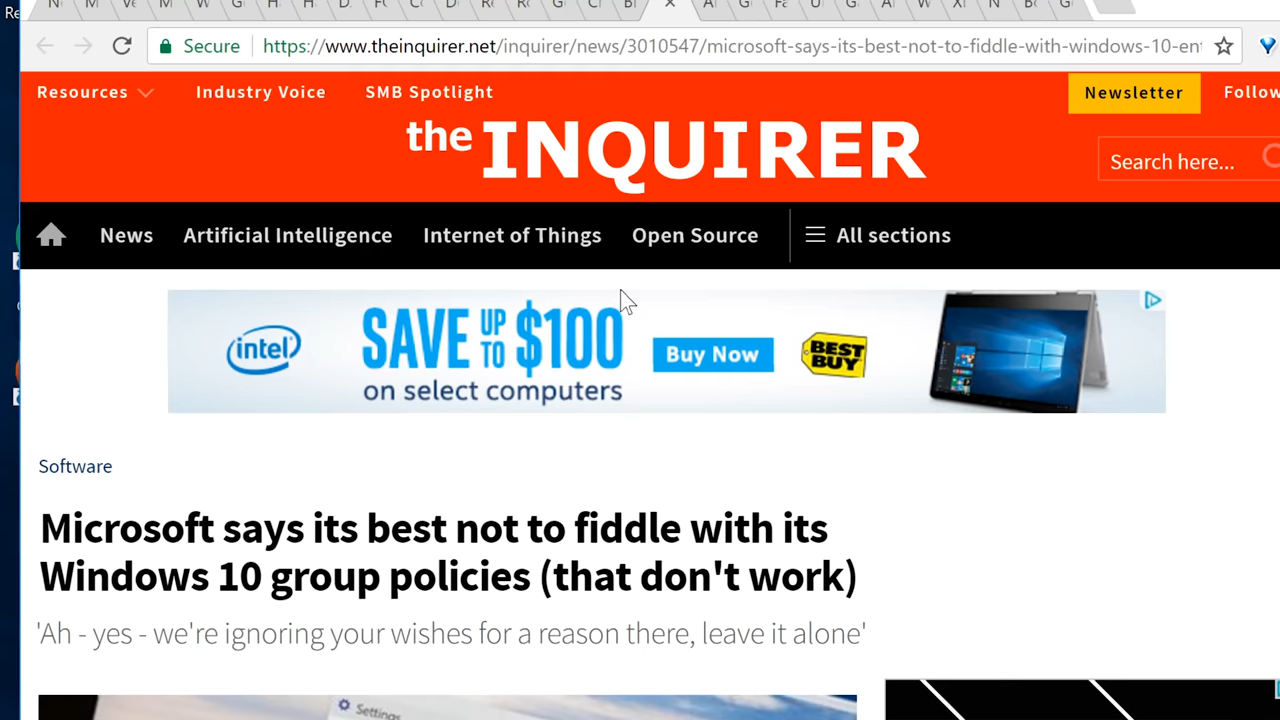 Secure https://www.theinquirer.net/inquirer/news/3010547/microsoft-says-its-best-not-to-fiddle-with-windows-10-ent
Resources Industry Voice SMB Spotlight Newsletter Follow
the INQUIRER
Search here...
News Artificial Intelligence Internet of Things Open Source All sections
intel SAVE UP TO $100 on select computers Buy Now BEST BUY
Software
Microsoft says its best not to fiddle with its
Windows 10 group policies (that don't work)
'Ah - yes - we're ignoring your wishes for a reason there, leave it alone'
Settings